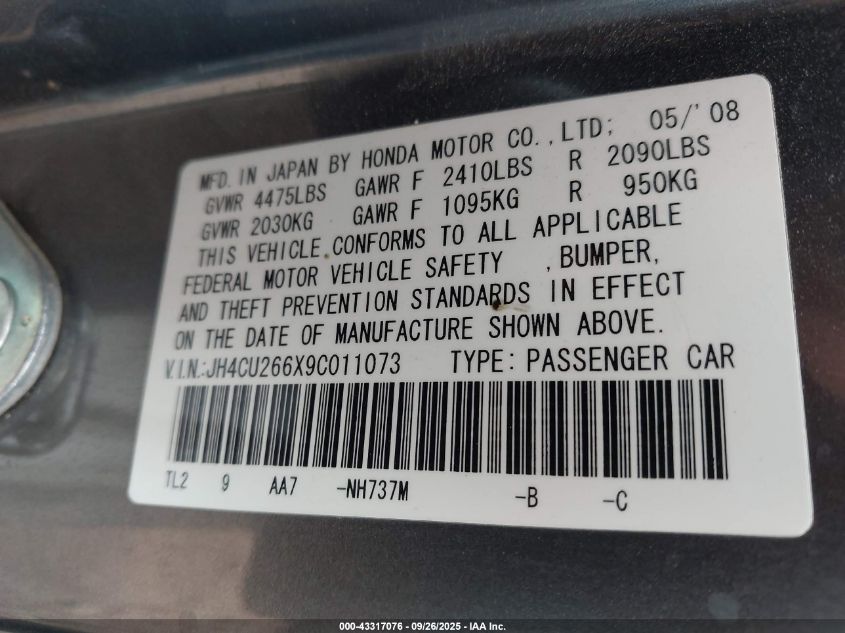 MFD. IN JAPAN BY HONDA MOTOR CO.,LTD; 05/'08
GVWR 4475LBS GAWR F 2410LBS R 2090LBS
GVWR 2030KG GAWR F 1095KG R 950KG
THIS VEHICLE CONFORMS TO ALL APPLICABLE
FEDERAL MOTOR VEHICLE SAFETY , BUMPER,
AND THEFT PREVENTION STANDARDS IN EFFECT
ON THE DATE OF MANUFACTURE SHOWN ABOVE.
V.I.N.:JH4CU266X9C011073 TYPE: PASSENGER CAR
TL2 9 AA7 -NH737M -B -C
000-43317076 - 09/26/2025 - IAA Inc.